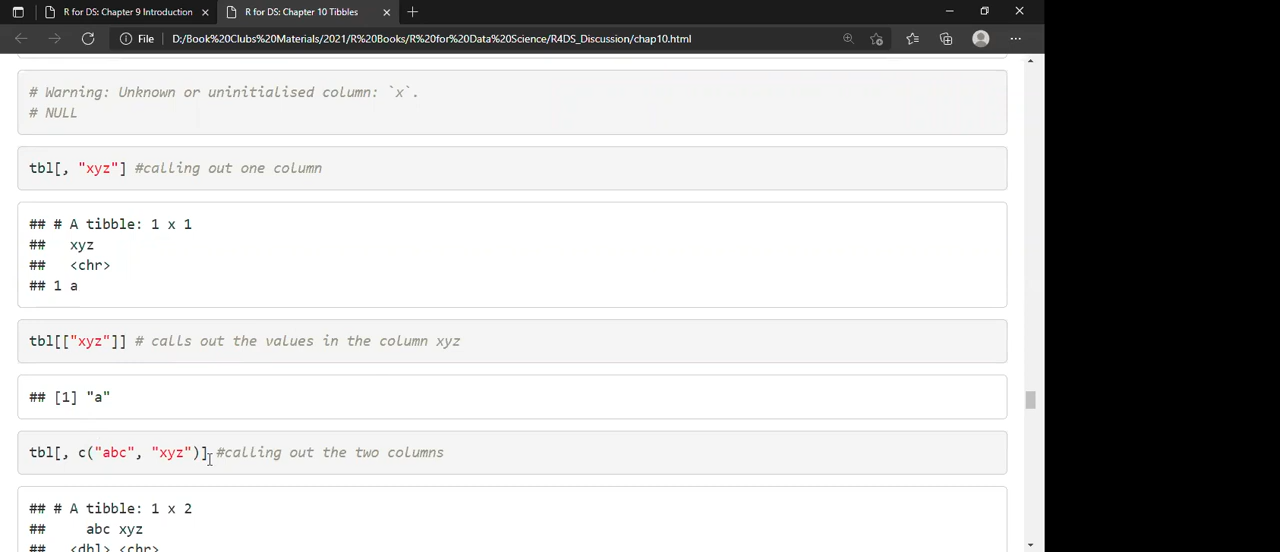 R for DS: Chapter 9 Introduction
R for DS: Chapter 10 Tibbles
File
D:/Book%20Clubs%20Materials/2021/R%20Books/R%20for%20Data%20Science/R4DS_Discussion/chap10.html
# Warning: Unknown or uninitialised column: `x`.
# NULL
tbl[, "xyz"] #calling out one column
## # A tibble: 1 x 1
##   xyz
##   <chr>
## 1 a
tbl[["xyz"]] # calls out the values in the column xyz
## [1] "a"
tbl[, c("abc", "xyz")] #calling out the two columns
## # A tibble: 1 x 2
##     abc xyz
##   <dbl> <chr>